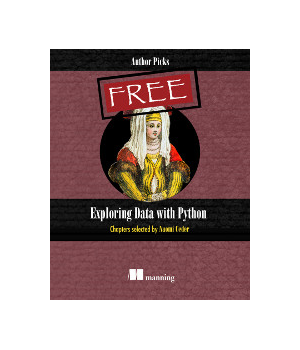 Author Picks
FREE
Exploring Data with Python
Chapters selected by Naomi Ceder
manning